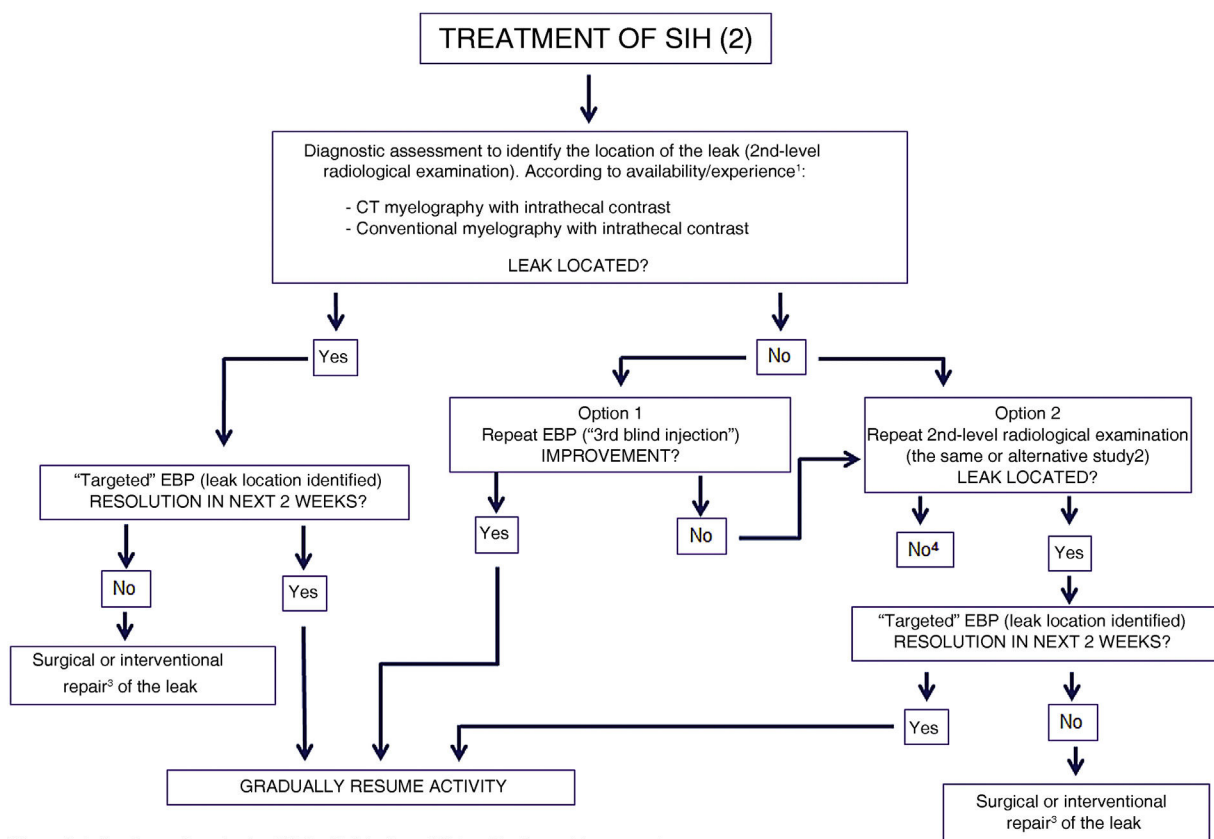 TREATMENT OF SIH (2)
Diagnostic assessment to identify the location of the leak (2nd-level
radiological examination). According to availability/experience¹:
- CT myelography with intrathecal contrast
- Conventional myelography with intrathecal contrast
LEAK LOCATED?
Yes
No
Option 1
Repeat EBP (“3rd blind injection”)
IMPROVEMENT?
Option 2
Repeat 2nd-level radiological examination
(the same or alternative study2)
LEAK LOCATED?
“Targeted” EBP (leak location identified)
RESOLUTION IN NEXT 2 WEEKS?
Yes
No
No⁴
Yes
No
Yes
“Targeted” EBP (leak location identified)
RESOLUTION IN NEXT 2 WEEKS?
Surgical or interventional
repair³ of the leak
Yes
No
GRADUALLY RESUME ACTIVITY
Surgical or interventional
repair³ of the leak